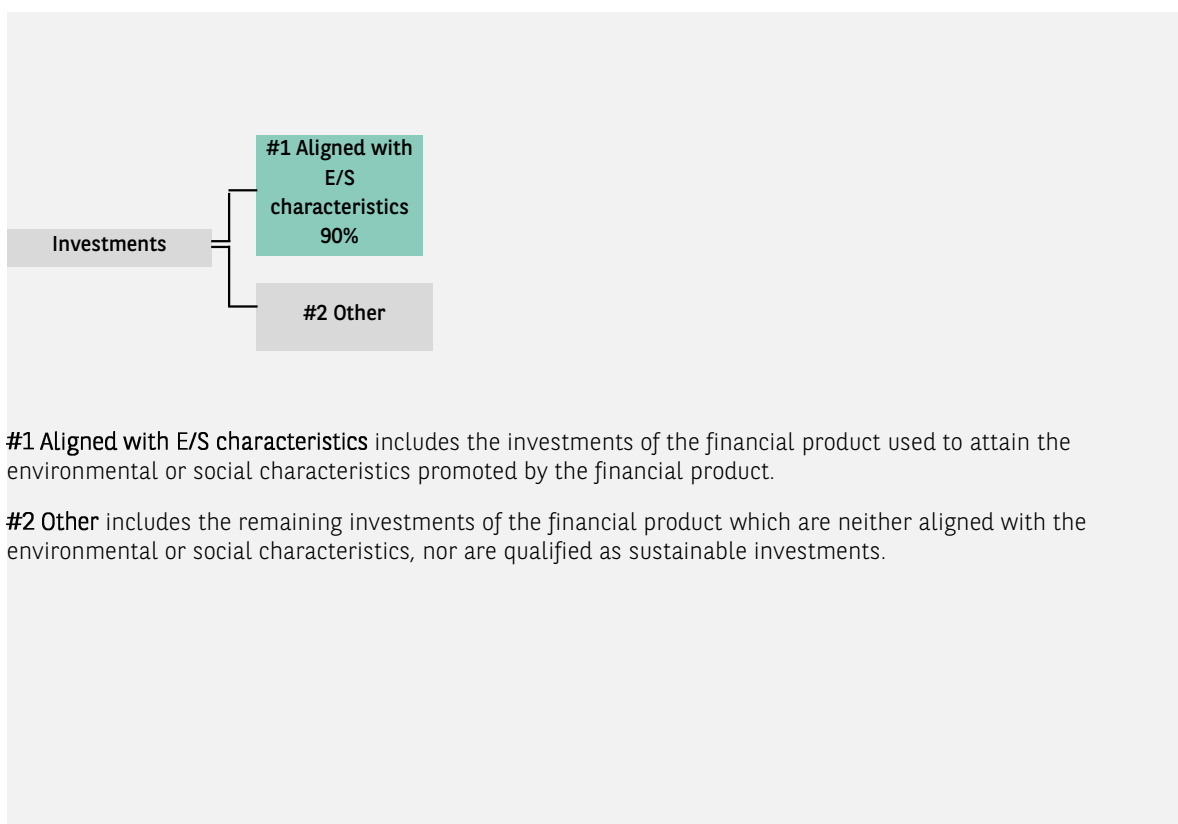 #1 Aligned with
E/S
characteristics
90%
Investments
#2 Other
#1 Aligned with E/S characteristics includes the investments of the financial product used to attain the
environmental or social characteristics promoted by the financial product.
#2 Other includes the remaining investments of the financial product which are neither aligned with the
environmental or social characteristics, nor are qualified as sustainable investments.